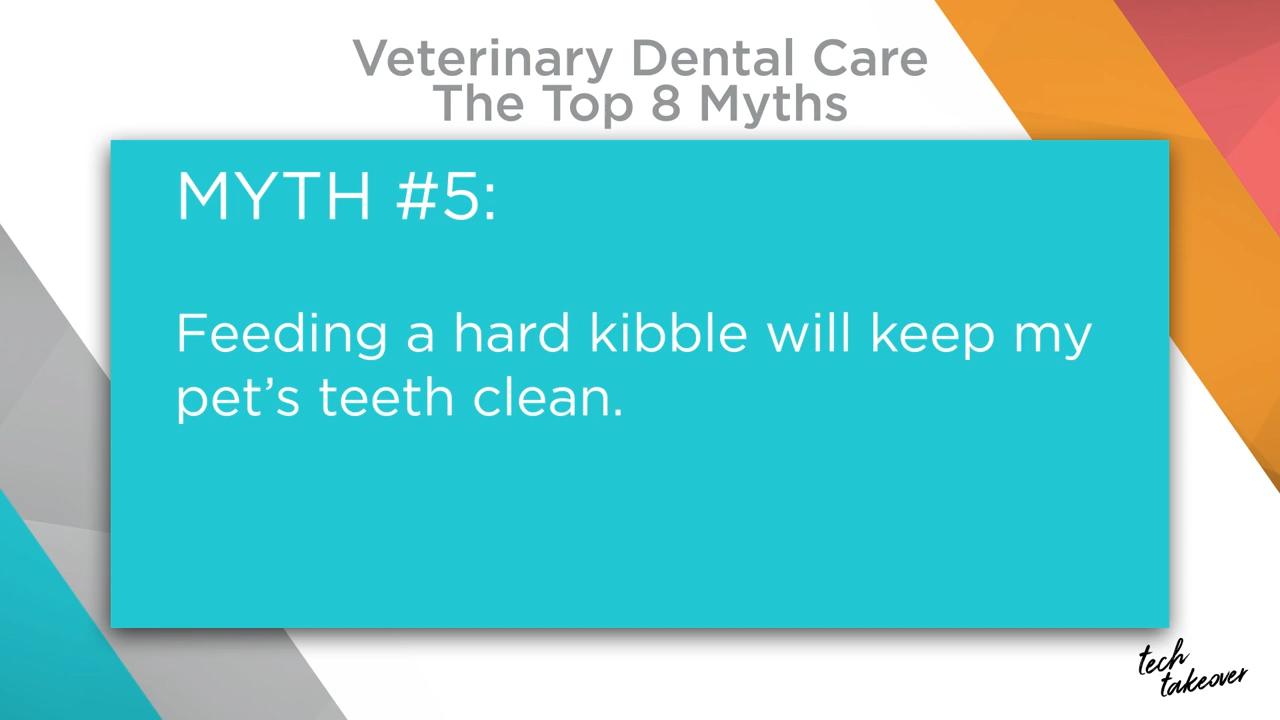 Veterinary Dental Care
The Top 8 Myths
MYTH #5:
Feeding a hard kibble will keep my
pet’s teeth clean.
tech
takeover